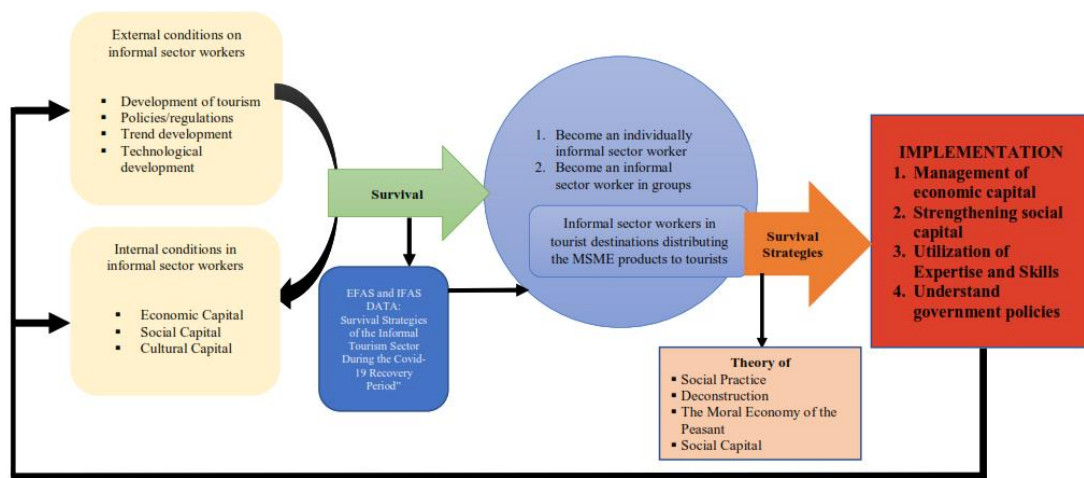 External conditions on
informal sector workers
▪ Development of tourism
▪ Policies/regulations
▪ Trend development
▪ Technological
development
Internal conditions in
informal sector workers
▪ Economic Capital
▪ Social Capital
▪ Cultural Capital
Survival
EFAS and IFAS
DATA:
Survival Strategies
of the Informal
Tourism Sector
During the Covid-
19 Recovery
Period”
1. Become an individually
informal sector worker
2. Become an informal
sector worker in groups
Informal sector workers in
tourist destinations distributing
the MSME products to tourists
Survival
Strategies
Theory of
▪ Social Practice
▪ Deconstruction
▪ The Moral Economy of the
Peasant
▪ Social Capital
IMPLEMENTATION
1. Management of
economic capital
2. Strengthening social
capital
3. Utilization of
Expertise and Skills
4. Understand
government policies